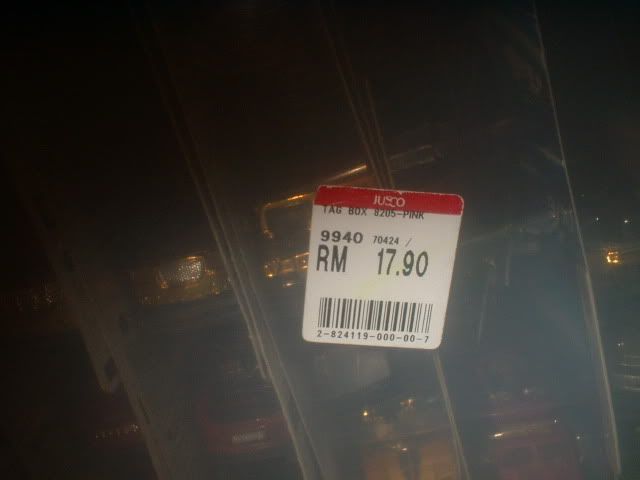 JUSCO
TAG BOX 8205-PINK
9940 70424 /
RM 17.90
2-824119-000-00-7